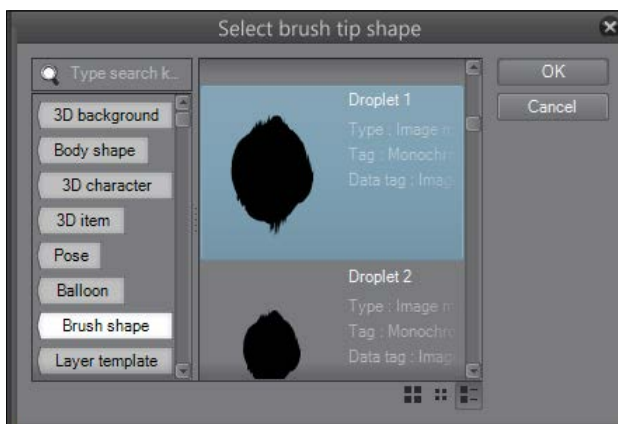 Select brush tip shape
Type search k...
OK
Cancel
3D background
Body shape
3D character
3D item
Pose
Balloon
Brush shape
Layer template
Droplet 1
Type : Image m
Tag : Monochro
Data tag : Imag
Droplet 2
Type : Image m
Tag : Monochro
Data tag : Imag